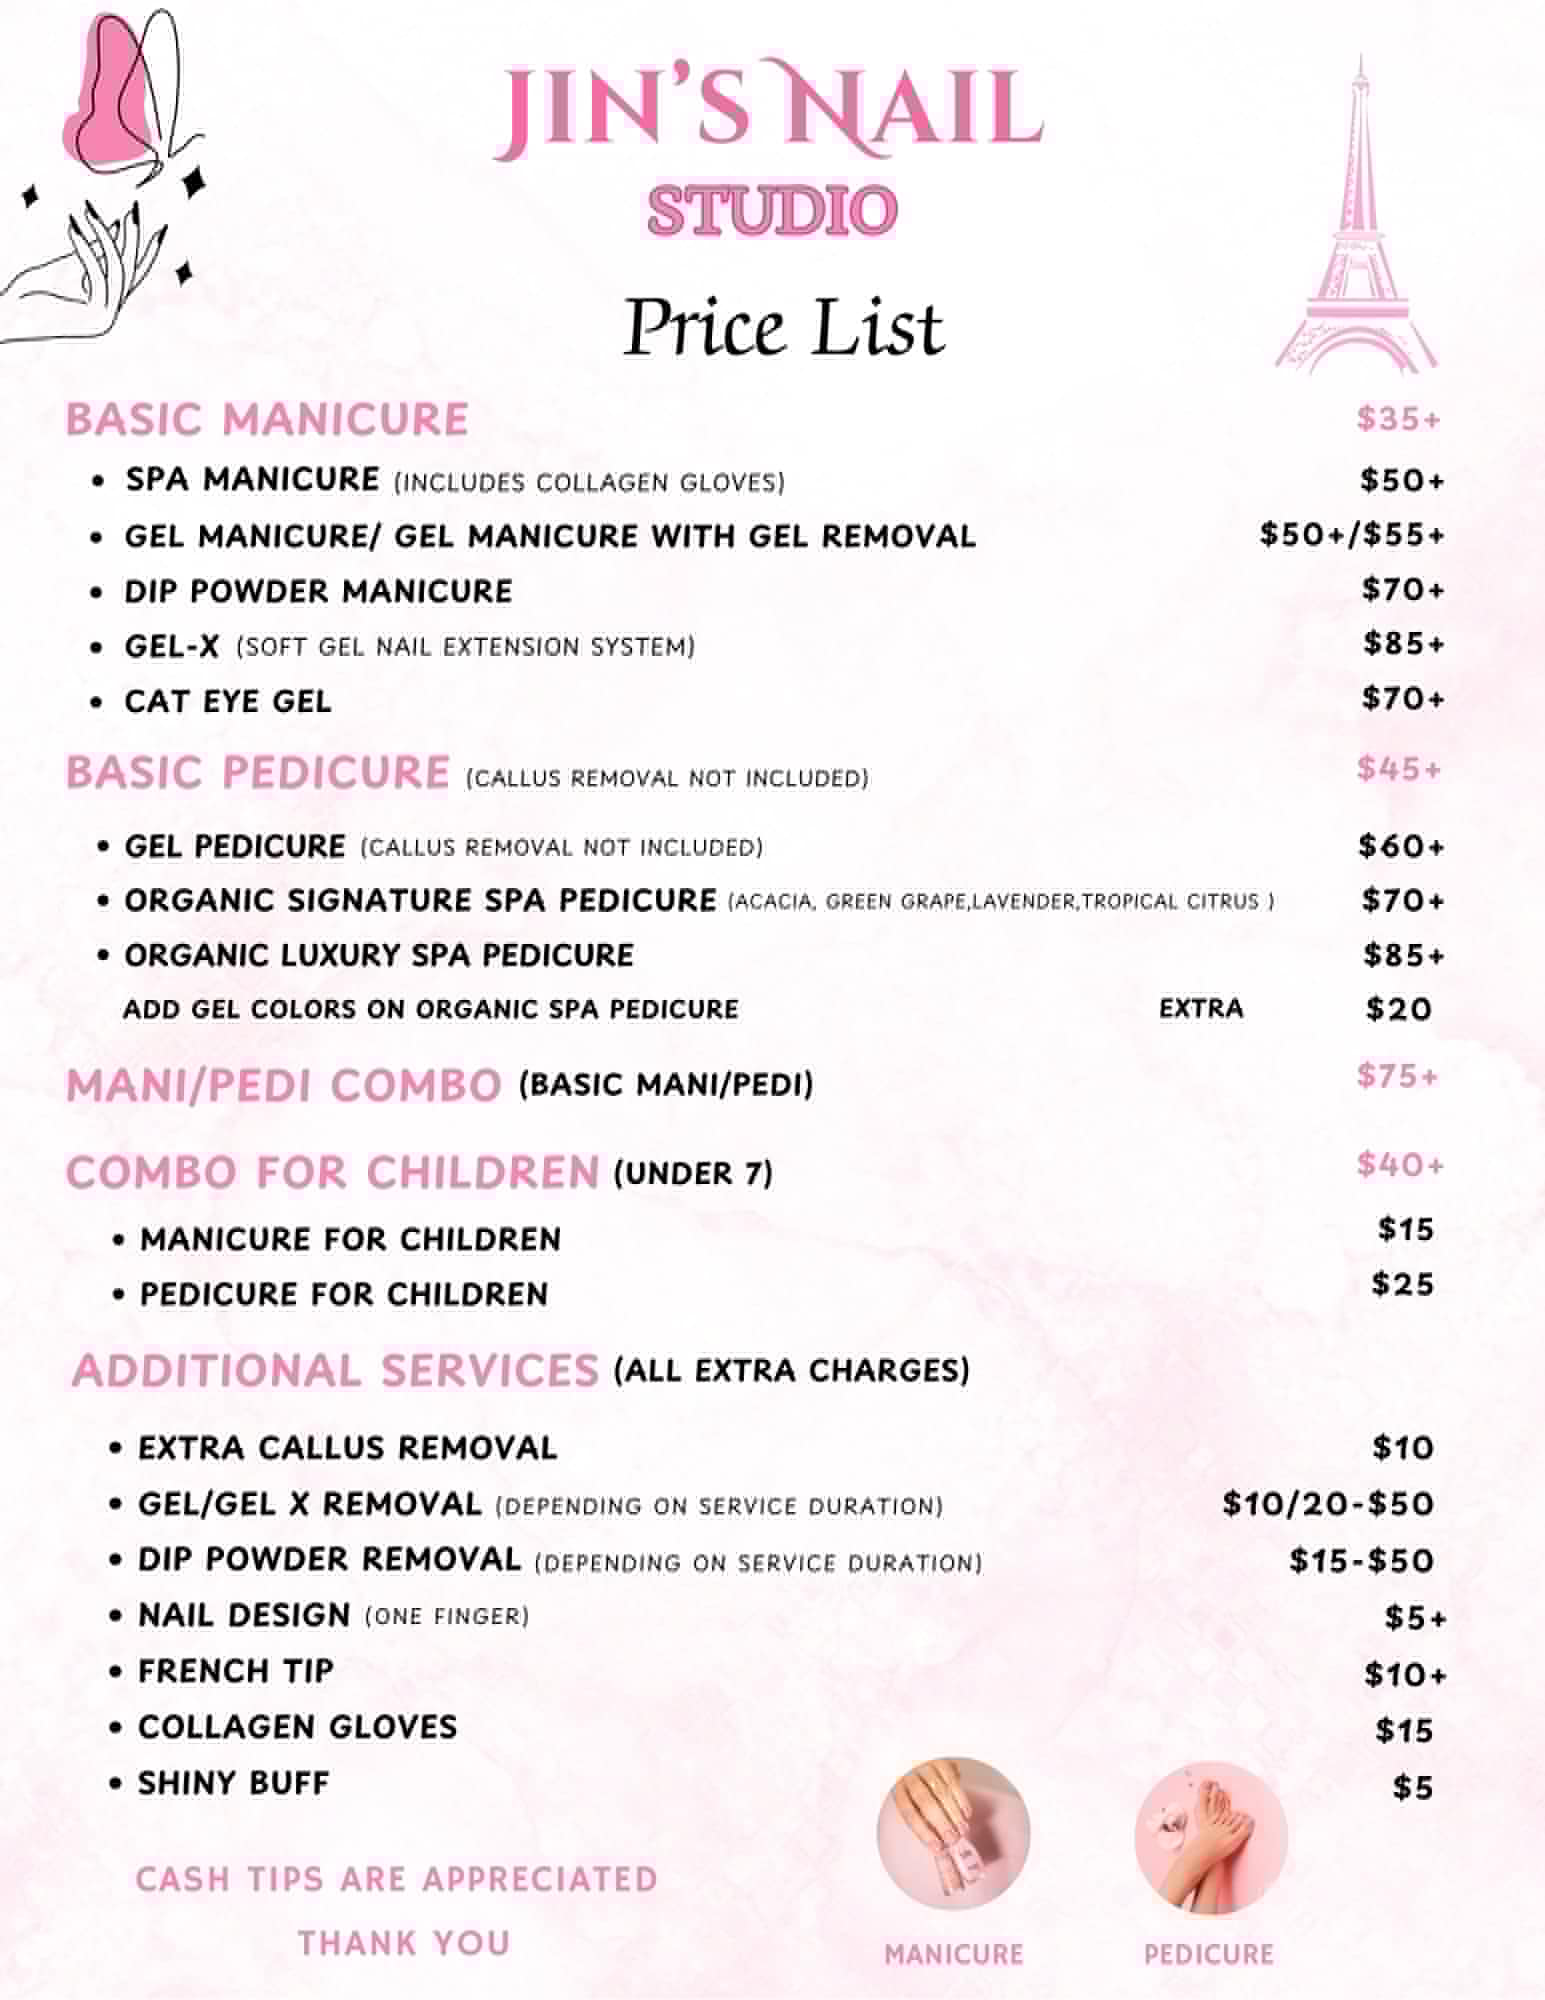 JIN'S NAIL
STUDIO
Price List
BASIC MANICURE $35+
• SPA MANICURE (INCLUDES COLLAGEN GLOVES) $50+
• GEL MANICURE/ GEL MANICURE WITH GEL REMOVAL $50+/$55+
• DIP POWDER MANICURE $70+
• GEL-X (SOFT GEL NAIL EXTENSION SYSTEM) $85+
• CAT EYE GEL $70+
BASIC PEDICURE (CALLUS REMOVAL NOT INCLUDED) $45+
• GEL PEDICURE (CALLUS REMOVAL NOT INCLUDED) $60+
• ORGANIC SIGNATURE SPA PEDICURE (ACACIA, GREEN GRAPE,LAVENDER,TROPICAL CITRUS ) $70+
• ORGANIC LUXURY SPA PEDICURE $85+
ADD GEL COLORS ON ORGANIC SPA PEDICURE EXTRA $20
MANI/PEDI COMBO (BASIC MANI/PEDI) $75+
COMBO FOR CHILDREN (UNDER 7) $40+
• MANICURE FOR CHILDREN $15
• PEDICURE FOR CHILDREN $25
ADDITIONAL SERVICES (ALL EXTRA CHARGES)
• EXTRA CALLUS REMOVAL $10
• GEL/GEL X REMOVAL (DEPENDING ON SERVICE DURATION) $10/20-$50
• DIP POWDER REMOVAL (DEPENDING ON SERVICE DURATION) $15-$50
• NAIL DESIGN (ONE FINGER) $5+
• FRENCH TIP $10+
• COLLAGEN GLOVES $15
• SHINY BUFF $5
CASH TIPS ARE APPRECIATED
THANK YOU
MANICURE PEDICURE